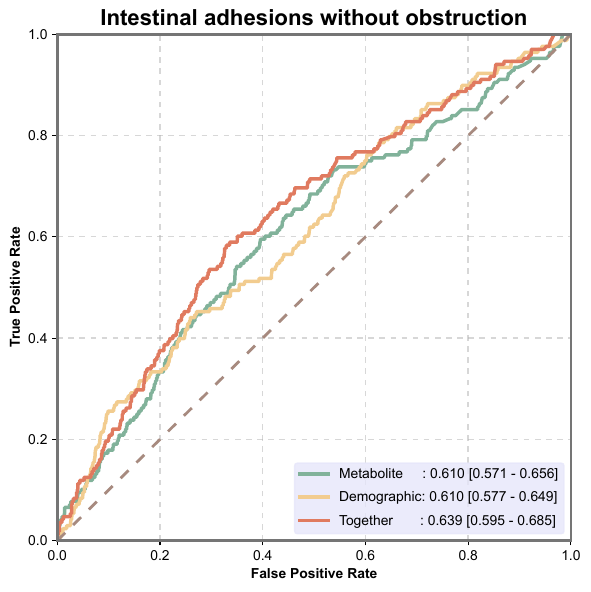 Intestinal adhesions without obstruction
1.0
0.8
0.6
0.4
0.2
0.0
True Positive Rate
Metabolite : 0.610 [0.571 - 0.656]
Demographic: 0.610 [0.577 - 0.649]
Together : 0.639 [0.595 - 0.685]
0.0 0.2 0.4 0.6 0.8 1.0
False Positive Rate